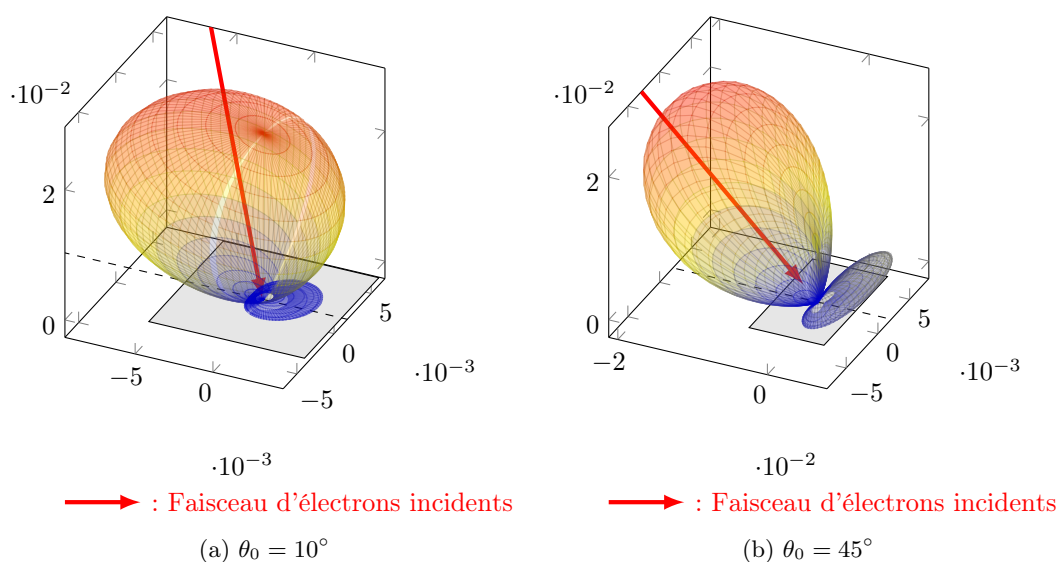 ·10⁻² ·10⁻²
2 2
0 0
−5 0 −5 0 5 −2 0 −5 0 5
·10⁻³ ·10⁻³
·10⁻³ ·10⁻²
: Faisceau d'électrons incidents : Faisceau d'électrons incidents
(a) θ₀ = 10° (b) θ₀ = 45°